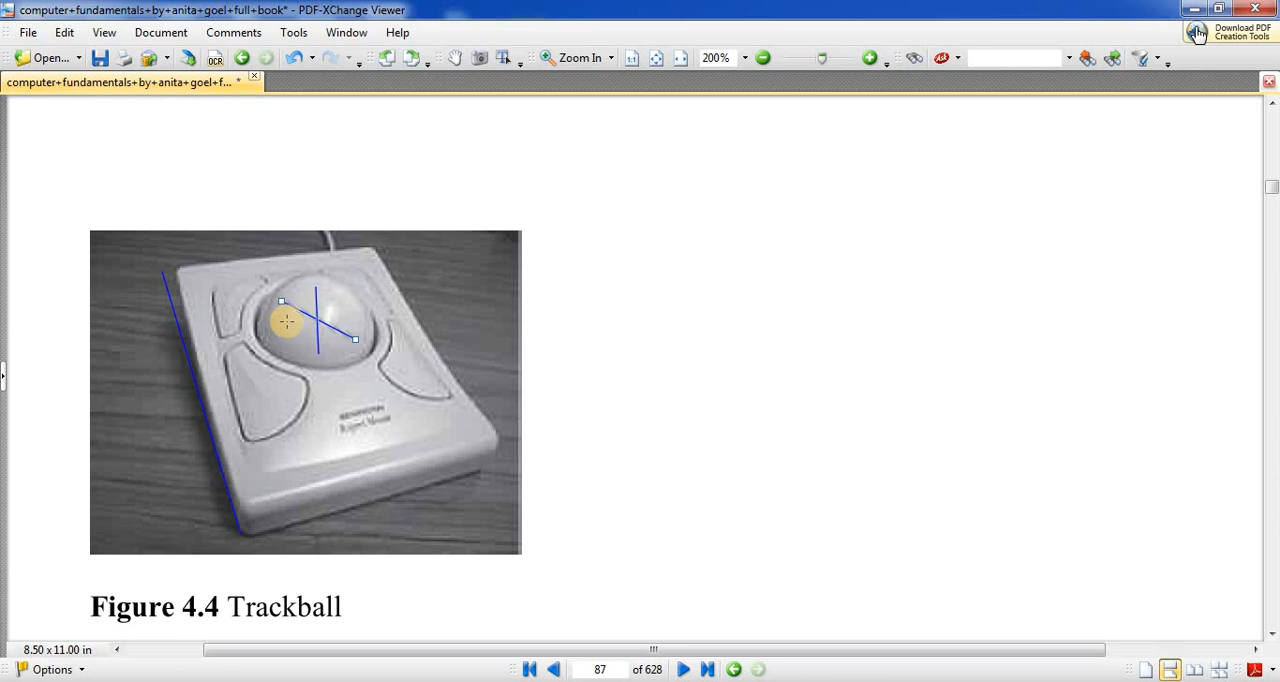 computer+fundamentals+by+anita+goel+full+book* - PDF-XChange Viewer
File Edit View Document Comments Tools Window Help
Download PDF
Creation Tools
Open... OCR Zoom In 200%
computer+fundamentals+by+anita+goel+f... *
Figure 4.4 Trackball
8.50 x 11.00 in
Options 87 of 628